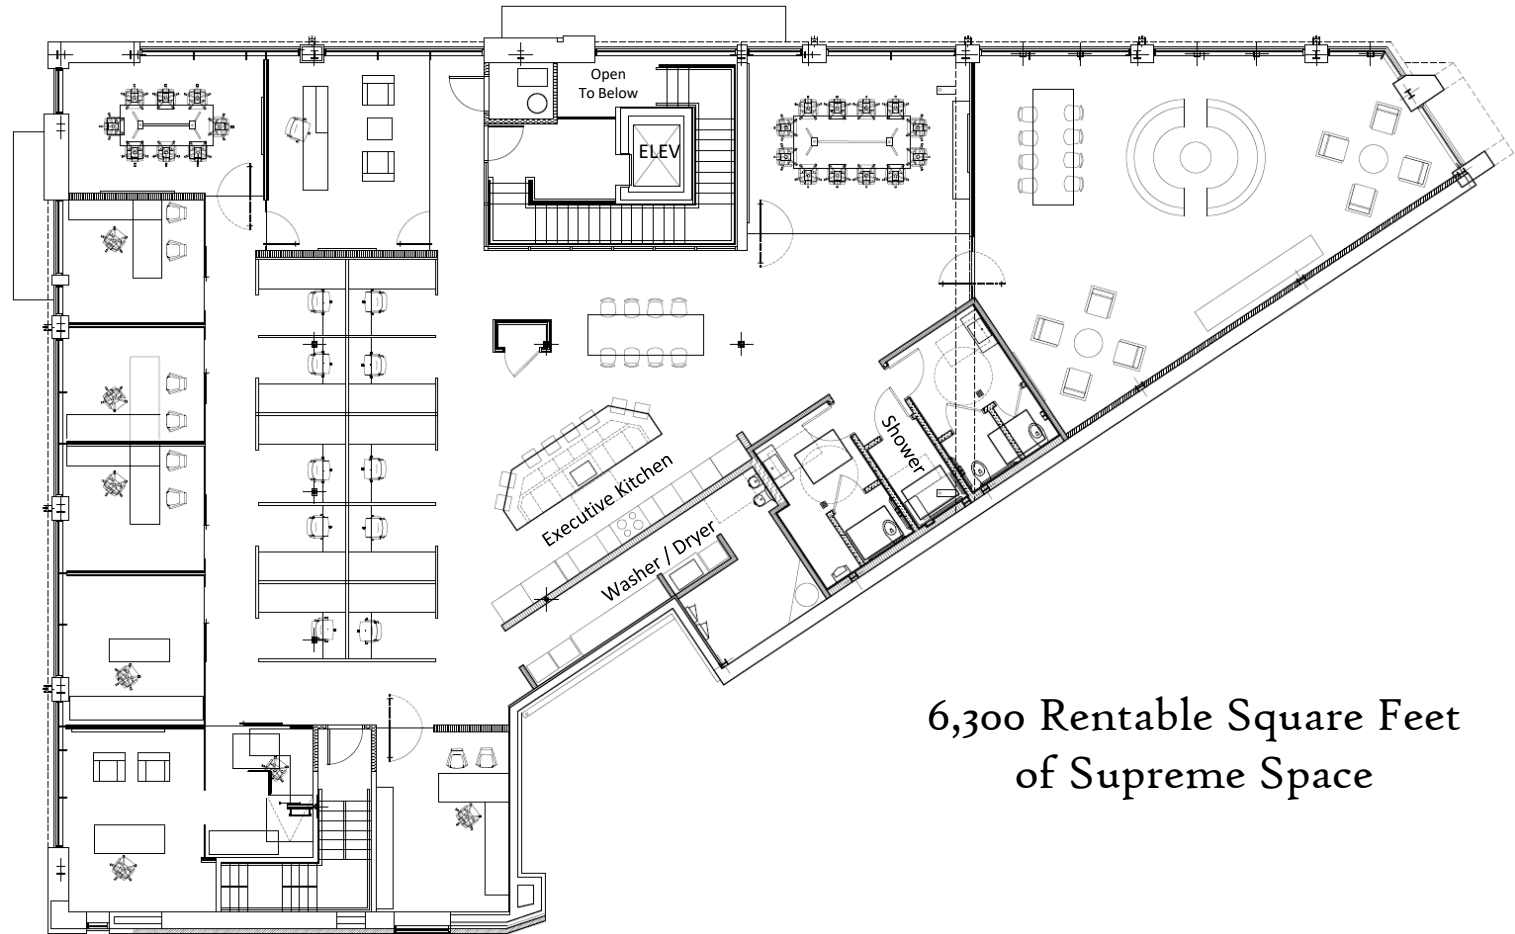 Open
To Below
ELEV
Shower
Executive Kitchen
Washer / Dryer
6,300 Rentable Square Feet
of Supreme Space